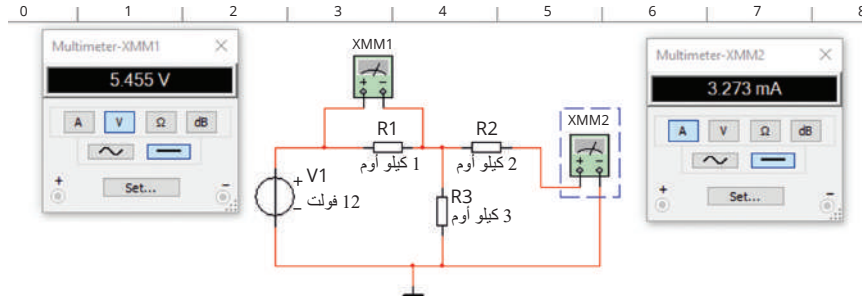 0 1 2 3 4 5 6 7 8
Multimeter-XMM1
5.455 V
A V Ω dB
+ Set... −
XMM1
+ −
R1
1 كيلو أوم
R2
2 كيلو أوم
XMM2
+ −
+ V1
− 12 فولت
R3
3 كيلو أوم
Multimeter-XMM2
3.273 mA
A V Ω dB
+ Set... −